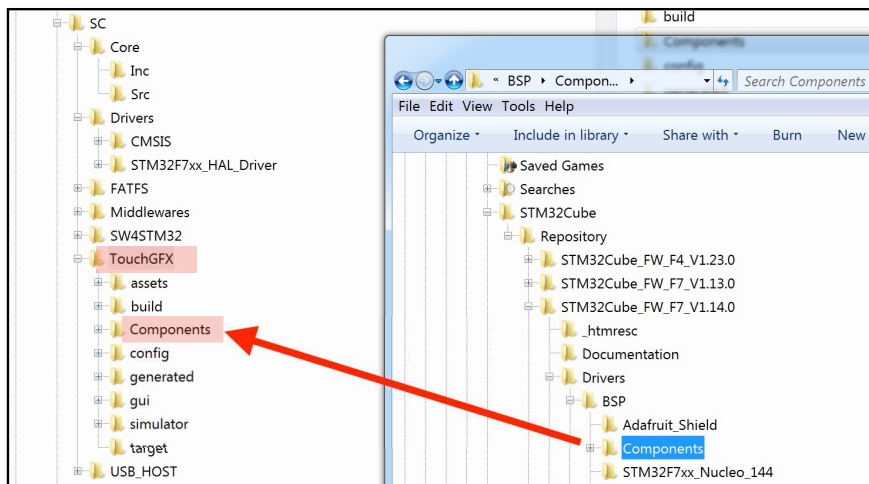 SC
Core
Inc
Src
Drivers
CMSIS
STM32F7xx_HAL_Driver
FATFS
Middlewares
SW4STM32
TouchGFX
assets
build
Components
config
generated
gui
simulator
target
USB_HOST
build
Components
config
« BSP Compon...
Search Components
File Edit View Tools Help
Organize Include in library Share with Burn New
Saved Games
Searches
STM32Cube
Repository
STM32Cube_FW_F4_V1.23.0
STM32Cube_FW_F7_V1.13.0
STM32Cube_FW_F7_V1.14.0
_htmresc
Documentation
Drivers
BSP
Adafruit_Shield
Components
STM32F7xx_Nucleo_144